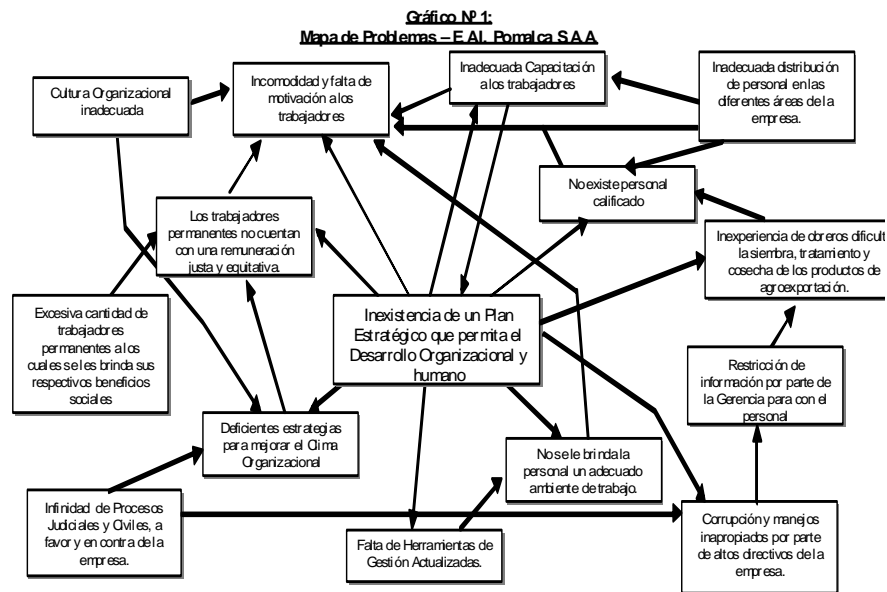 Gráfico Nº 1:
Mapa de Problemas – E.A.I. Pomalca S.A.A
Cultura Organizacional
inadecuada
Incomodidad y falta de
motivación a los
trabajadores
Inadecuada Capacitación
a los trabajadores
Inadecuada distribución
de personal en las
diferentes áreas de la
empresa.
No existe personal
calificado
Los trabajadores
permanentes no cuentan
con una remuneración
justa y equitativa.
Inexperiencia de obreros dificult
la siembra, tratamiento y
cosecha de los productos de
agroexportación.
Excesiva cantidad de
trabajadores
permanentes a los
cuales se les brinda sus
respectivos beneficios
sociales
Inexistencia de un Plan
Estratégico que permita el
Desarrollo Organizacional y
humano
Restricción de
información por parte de
la Gerencia para con el
personal
Deficientes estrategias
para mejorar el Clima
Organizacional
No se le brinda la
personal un adecuado
ambiente de trabajo.
Infinidad de Procesos
Judiciales y Civiles, a
favor y en contra de la
empresa.
Falta de Herramientas de
Gestión Actualizadas.
Corrupción y manejos
inapropiados por parte
de altos directivos de la
empresa.